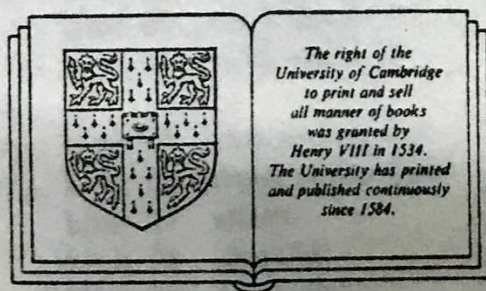 The right of the
University of Cambridge
to print and sell
all manner of books
was granted by
Henry VIII in 1534.
The University has printed
and published continuously
since 1584.